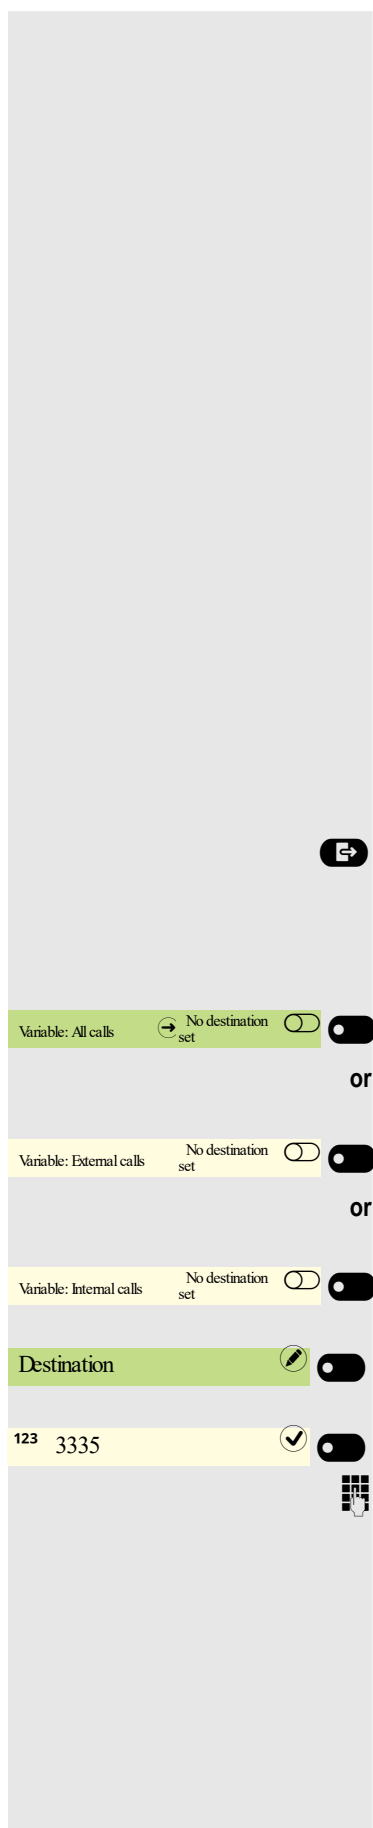 Variable: All calls No destination
set
or
Variable: External calls No destination
set
or
Variable: Internal calls No destination
set
Destination
123 3335